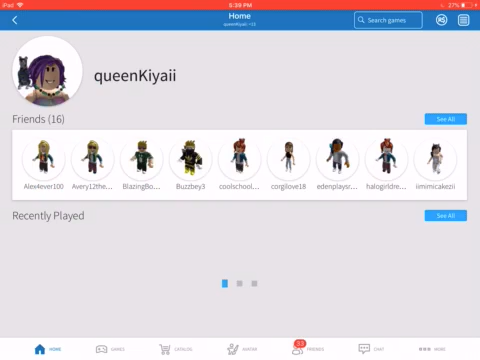 iPad
5:39 PM
27%
Home
queenKiyaii: <13
Search games
queenKiyaii
Friends (16)
See All
Alex4ever100 Avery12the... BlazingBo... Buzzbey3 coolschool... corgilove18 edenplaysr... halogirldre... iimimicakezii
Recently Played
See All
33
HOME GAMES CATALOG AVATAR FRIENDS CHAT MORE